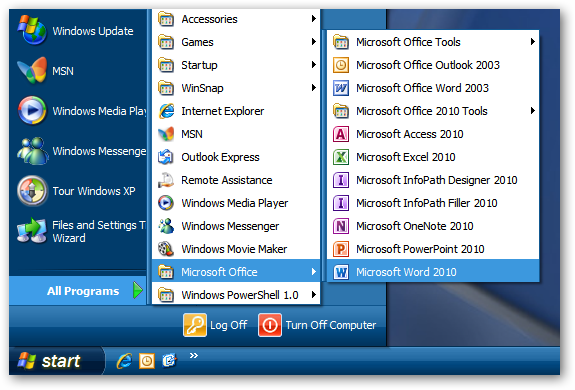 Windows Update
MSN
Windows Media Play
Windows Messenge
Tour Windows XP
Files and Settings T
Wizard
All Programs
Accessories
Games
Startup
WinSnap
Internet Explorer
MSN
Outlook Express
Remote Assistance
Windows Media Player
Windows Messenger
Windows Movie Maker
Microsoft Office
Windows PowerShell 1.0
Microsoft Office Tools
Microsoft Office Outlook 2003
Microsoft Office Word 2003
Microsoft Office 2010 Tools
Microsoft Access 2010
Microsoft Excel 2010
Microsoft InfoPath Designer 2010
Microsoft InfoPath Filler 2010
Microsoft OneNote 2010
Microsoft PowerPoint 2010
Microsoft Word 2010
Log Off
Turn Off Computer
start